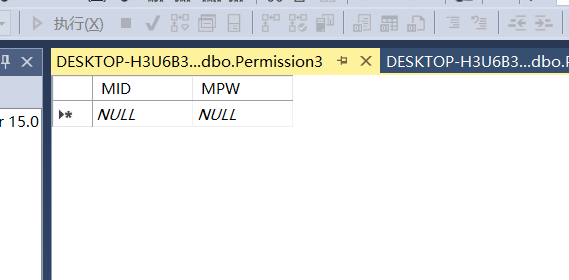 执行(X)
DESKTOP-H3U6B3...dbo.Permission3
DESKTOP-H3U6B3...dbo.
r 15.0
MID MPW
NULL NULL